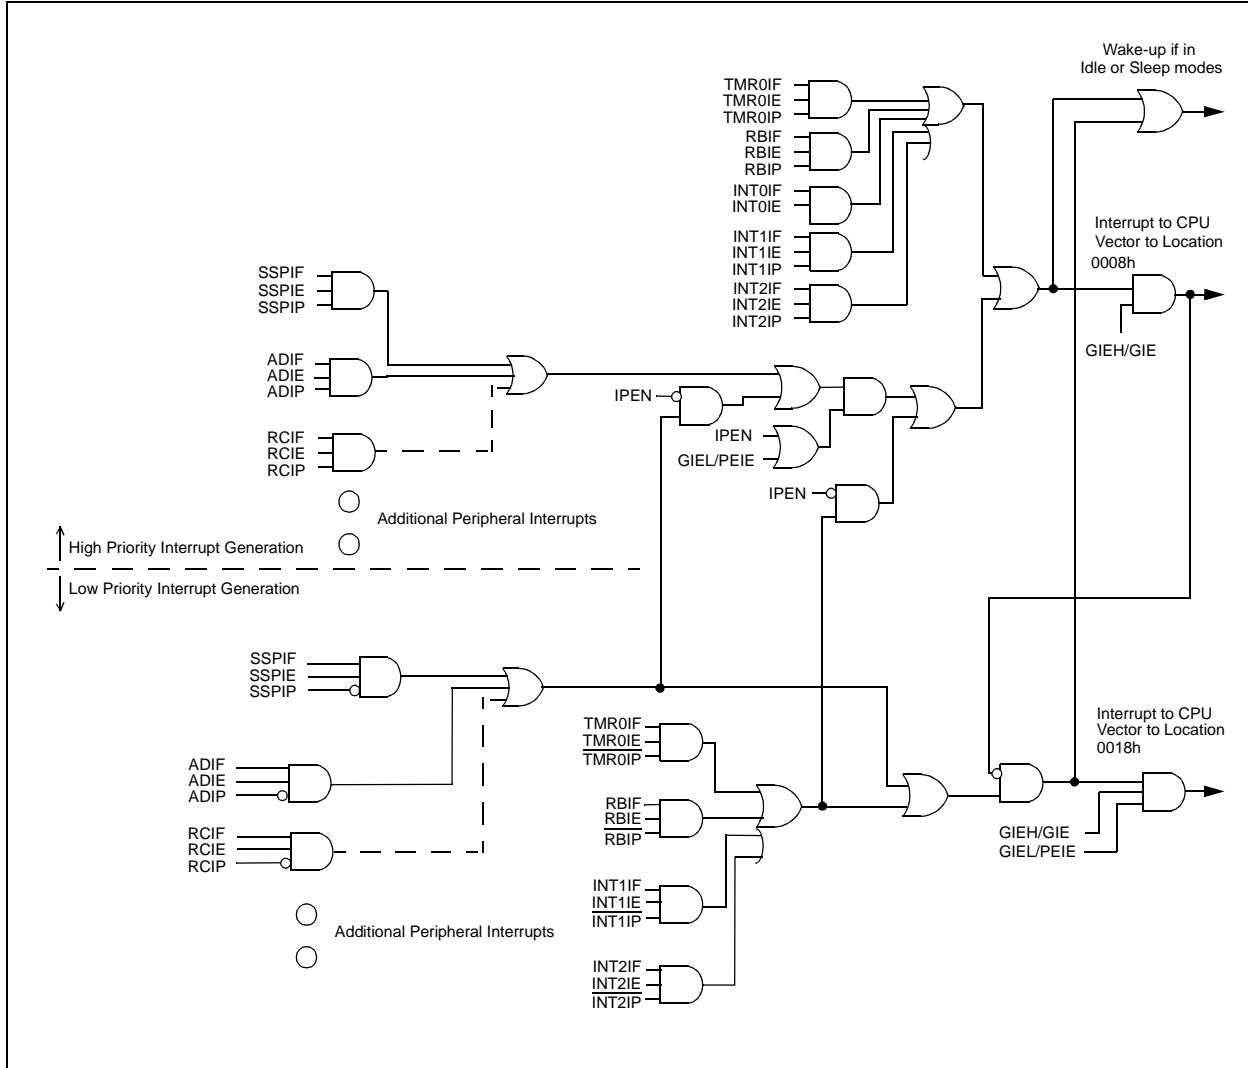 Wake-up if in
Idle or Sleep modes
TMR0IF
TMR0IE
TMR0IP
RBIF
RBIE
RBIP
INT0IF
INT0IE
INT1IF
INT1IE
INT1IP
INT2IF
INT2IE
INT2IP
Interrupt to CPU
Vector to Location
0008h
GIEH/GIE
SSPIF
SSPIE
SSPIP
ADIF
ADIE
ADIP
RCIF
RCIE
RCIP
IPEN
IPEN
GIEL/PEIE
IPEN
Additional Peripheral Interrupts
High Priority Interrupt Generation
Low Priority Interrupt Generation
SSPIF
SSPIE
SSPIP
ADIF
ADIE
ADIP
RCIF
RCIE
RCIP
Additional Peripheral Interrupts
TMR0IF
TMR0IE
TMR0IP
RBIF
RBIE
RBIP
INT1IF
INT1IE
INT1IP
INT2IF
INT2IE
INT2IP
Interrupt to CPU
Vector to Location
0018h
GIEH/GIE
GIEL/PEIE